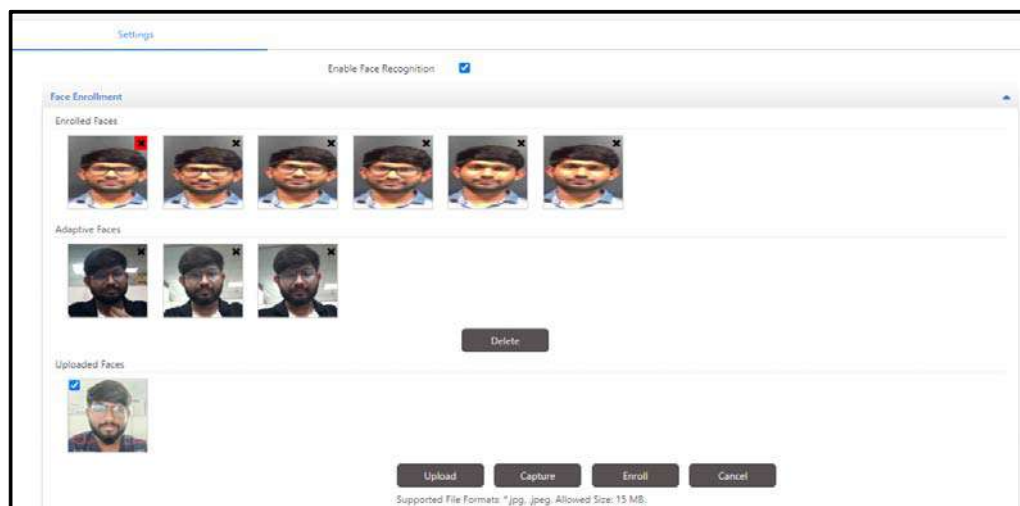 Settings
Enable Face Recognition
Face Enrollment
Enrolled Faces
Adaptive Faces
Delete
Uploaded Faces
Upload Capture Enroll Cancel
Supported File Formats: *.jpg, .jpeg. Allowed Size: 15 MB.